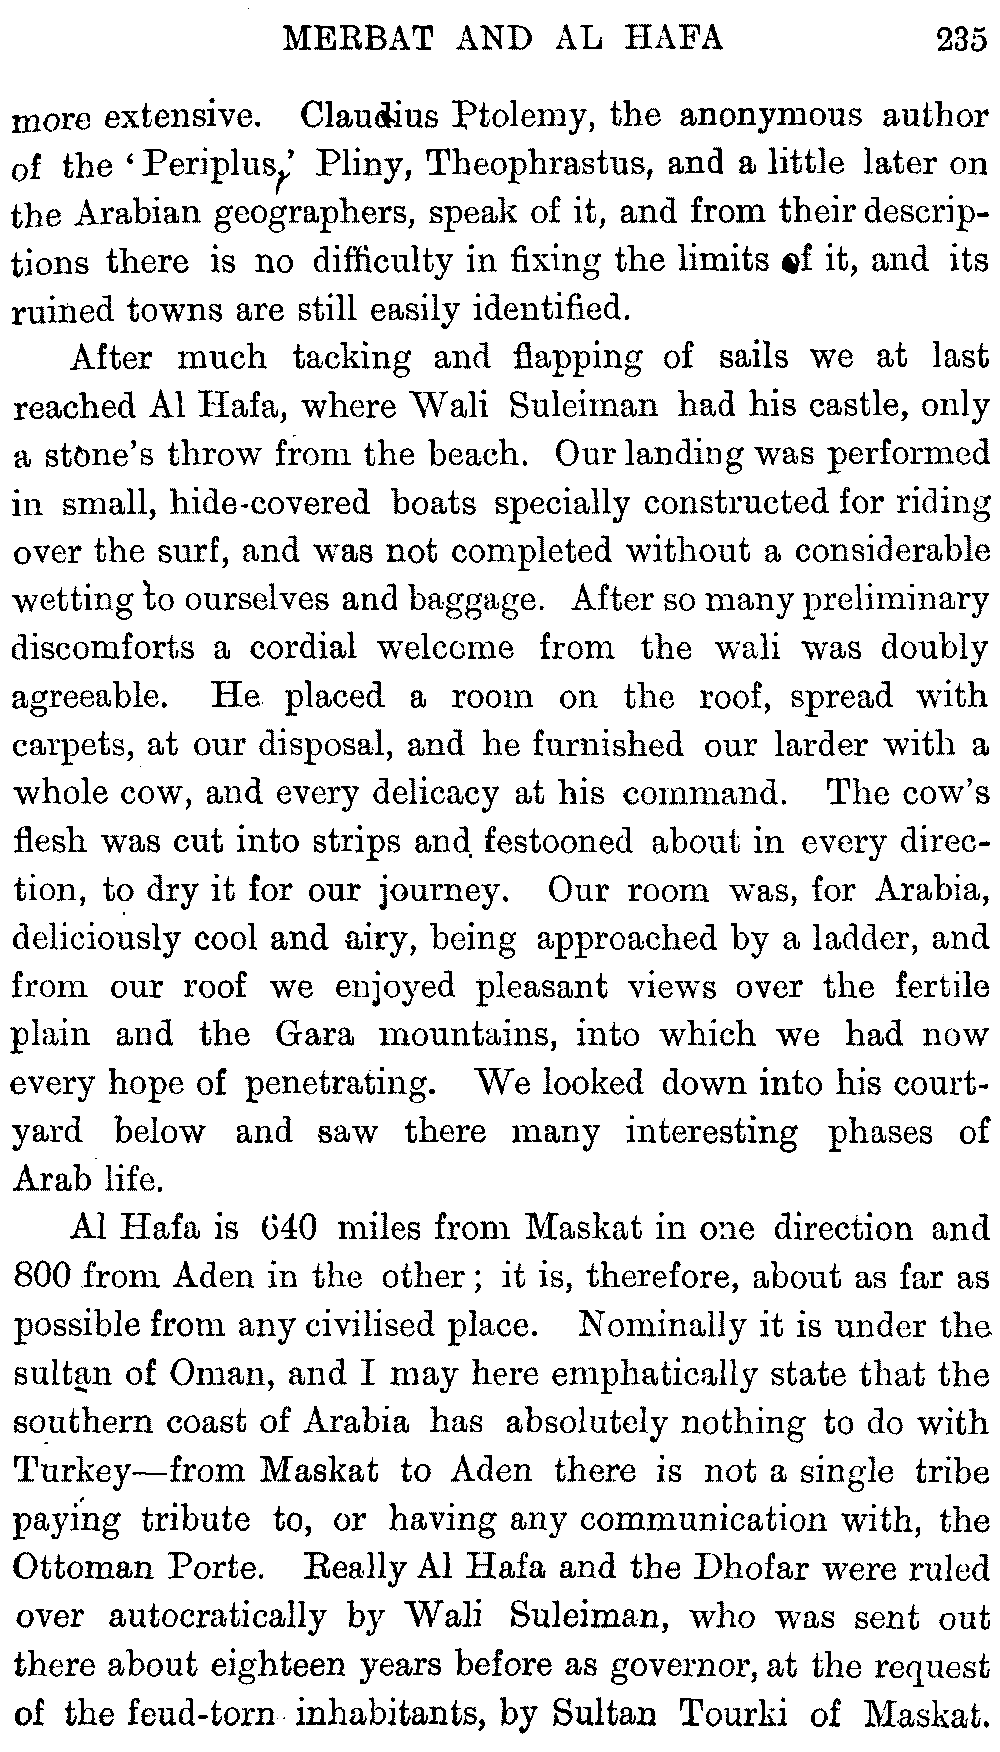 MERBAT AND AL HAFA 235
more extensive. Claudius Ptolemy, the anonymous author
of the ‘Periplus,’ Pliny, Theophrastus, and a little later on
the Arabian geographers, speak of it, and from their descrip-
tions there is no difficulty in fixing the limits of it, and its
ruined towns are still easily identified.
After much tacking and flapping of sails we at last
reached Al Hafa, where Wali Suleiman had his castle, only
a stone’s throw from the beach. Our landing was performed
in small, hide-covered boats specially constructed for riding
over the surf, and was not completed without a considerable
wetting to ourselves and baggage. After so many preliminary
discomforts a cordial welcome from the wali was doubly
agreeable. He placed a room on the roof, spread with
carpets, at our disposal, and he furnished our larder with a
whole cow, and every delicacy at his command. The cow’s
flesh was cut into strips and festooned about in every direc-
tion, to dry it for our journey. Our room was, for Arabia,
deliciously cool and airy, being approached by a ladder, and
from our roof we enjoyed pleasant views over the fertile
plain and the Gara mountains, into which we had now
every hope of penetrating. We looked down into his court-
yard below and saw there many interesting phases of
Arab life.
Al Hafa is 640 miles from Maskat in one direction and
800 from Aden in the other; it is, therefore, about as far as
possible from any civilised place. Nominally it is under the
sultan of Oman, and I may here emphatically state that the
southern coast of Arabia has absolutely nothing to do with
Turkey—from Maskat to Aden there is not a single tribe
paying tribute to, or having any communication with, the
Ottoman Porte. Really Al Hafa and the Dhofar were ruled
over autocratically by Wali Suleiman, who was sent out
there about eighteen years before as governor, at the request
of the feud-torn inhabitants, by Sultan Tourki of Maskat.